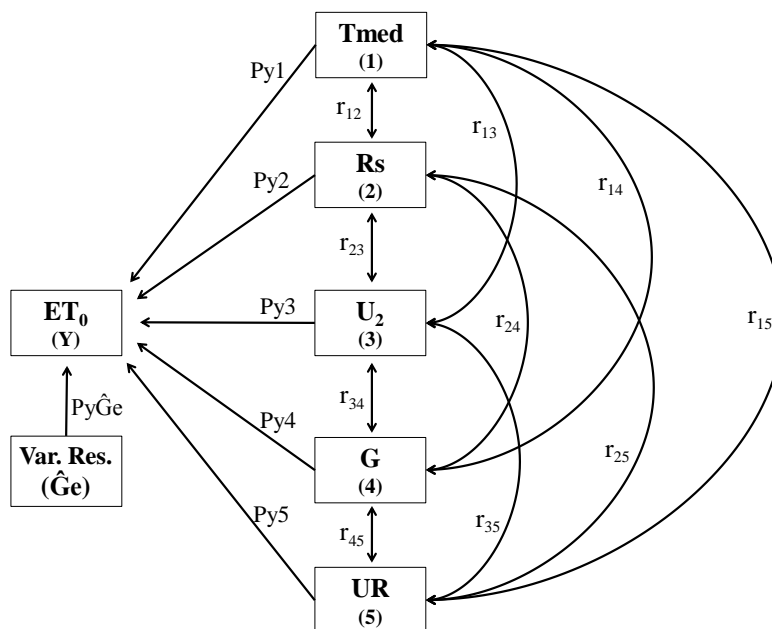 Tmed
(1)
Py1
r₁₂
r₁₃
Rs
(2)
Py2
r₁₄
r₂₃
ET₀
(Y)
Py3
U₂
(3)
r₂₄
r₁₅
PyĜe
r₃₄
Py4
Var. Res.
(Ĝe)
G
(4)
r₂₅
Py5
r₄₅
r₃₅
UR
(5)